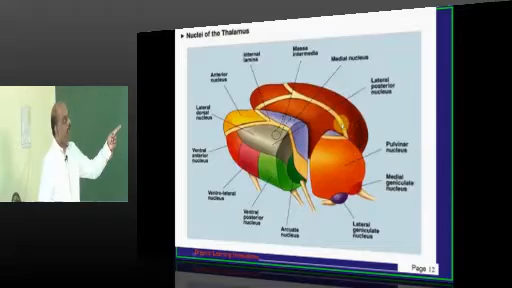 ▸ Nuclei of the Thalamus
Internal
lamina
Massa
intermedia
Medial nucleus
Anterior
nucleus
Lateral
posterior
nucleus
Lateral
dorsal
nucleus
Pulvinar
nucleus
Ventral
anterior
nucleus
Medial
geniculate
nucleus
Ventro-lateral
nucleus
Ventral
posterior
nucleus
Arcuate
nucleus
Lateral
geniculate
nucleus
Page 12